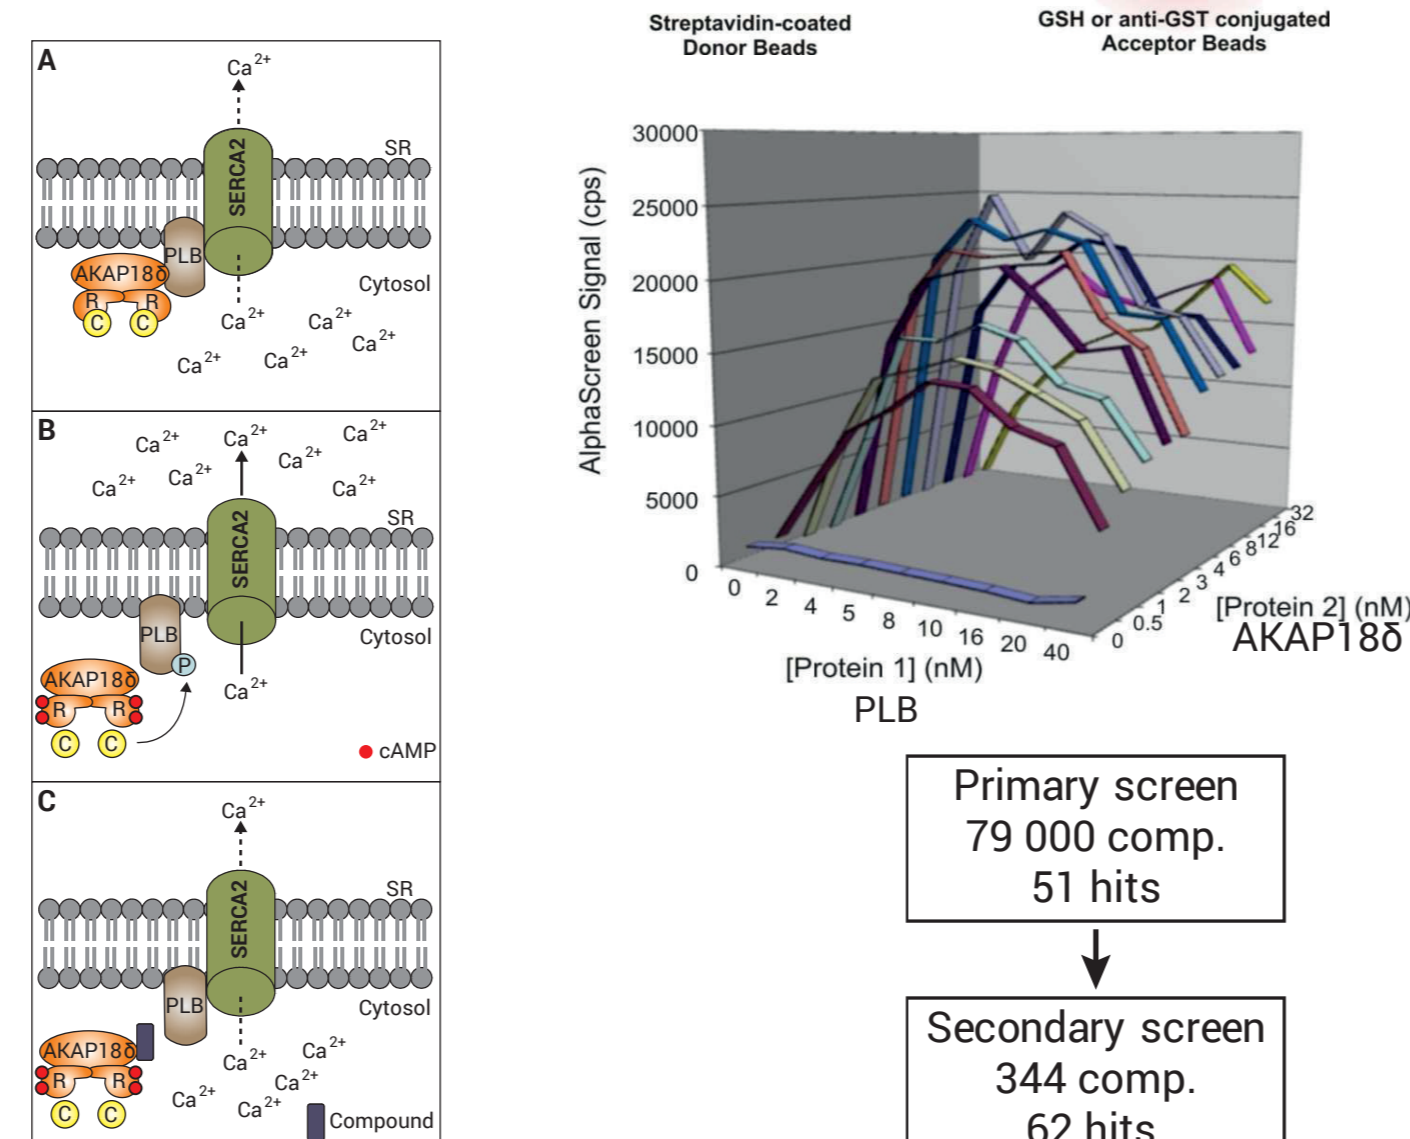 A
Ca2+
SERCA2
SR
PLB
AKAP18δ
R R
C C
Cytosol
Ca2+ Ca2+
Ca2+ Ca2+ Ca2+
B
Ca2+ Ca2+ Ca2+
Ca2+ Ca2+ Ca2+ Ca2+
SR
SERCA2
PLB
P
Cytosol
AKAP18δ
R R
C C
Ca2+
cAMP
C
Ca2+
SR
SERCA2
PLB
Cytosol
AKAP18δ
R R
C C
Ca2+ Ca2+
Ca2+ Ca2+
Ca2+
Compound
Streptavidin-coated
Donor Beads
GSH or anti-GST conjugated
Acceptor Beads
AlphaScreen Signal (cps)
30000
25000
20000
15000
10000
5000
0
0 2 4 5 8 10 16 20 40
[Protein 1] (nM)
PLB
0 0.5 1 2 3 4 6 8 12 16 32
[Protein 2] (nM)
AKAP18δ
Primary screen
79 000 comp.
51 hits
Secondary screen
344 comp.
62 hits